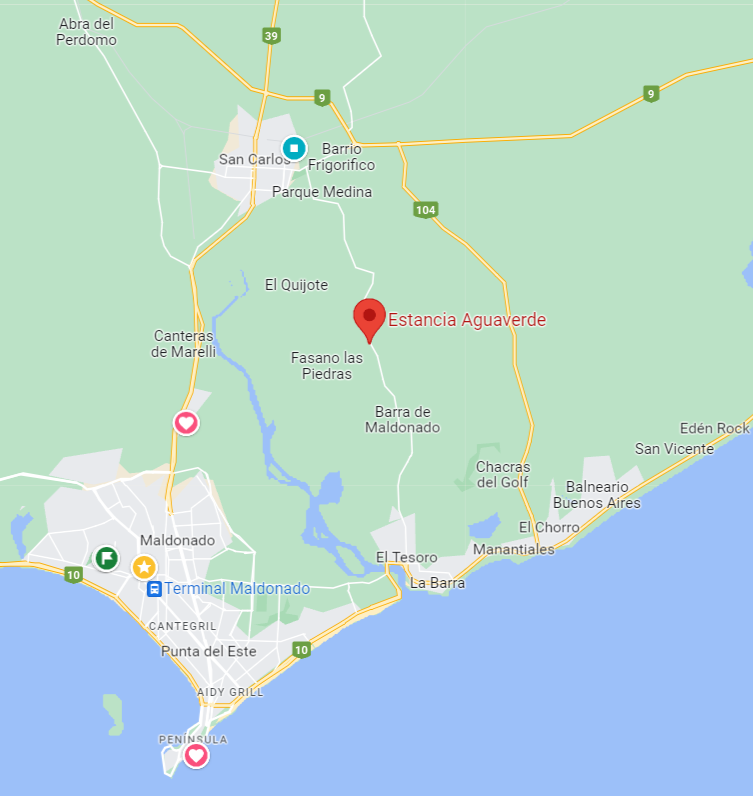 Abra del
Perdomo
39
9
9
San Carlos
Barrio
Frigorifico
Parque Medina
104
El Quijote
Estancia Aguaverde
Canteras
de Marelli
Fasano las
Piedras
Barra de
Maldonado
Edén Rock
San Vicente
Chacras
del Golf
Balneario
Buenos Aires
El Chorro
Maldonado
Manantiales
El Tesoro
10
La Barra
Terminal Maldonado
CANTEGRIL
Punta del Este
10
AIDY GRILL
PENÍNSULA